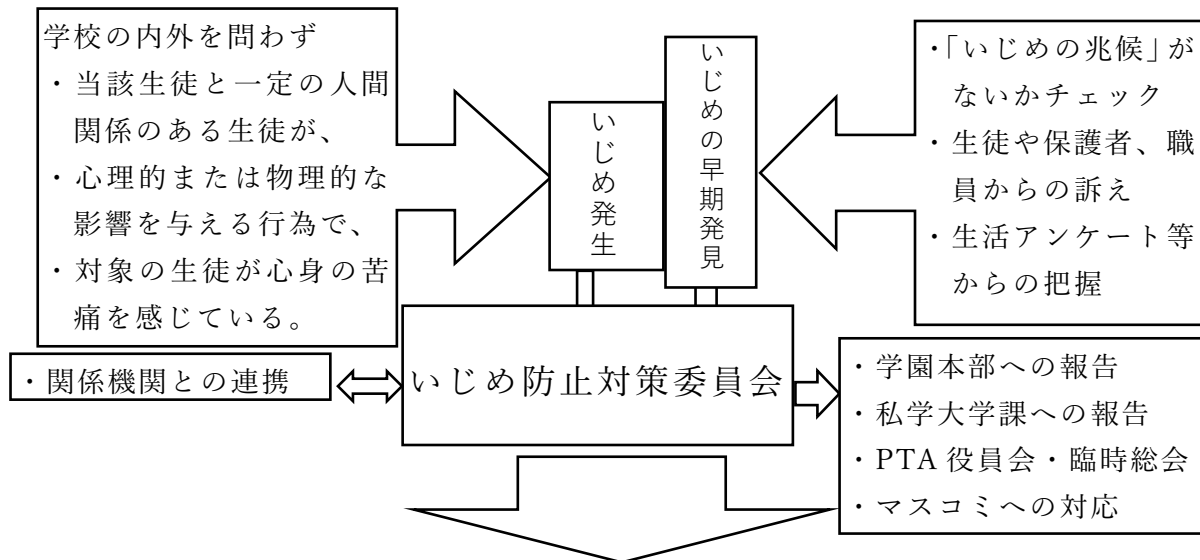 学校の内外を問わず
・当該生徒と一定の人間
関係のある生徒が、
・心理的または物理的な
影響を与える行為で、
・対象の生徒が心身の苦
痛を感じている。
いじめ発生
いじめの早期発見
・「いじめの兆候」が
ないかチェック
・生徒や保護者、職
員からの訴え
・生活アンケート等
からの把握
・関係機関との連携
いじめ防止対策委員会
・学園本部への報告
・私学大学課への報告
・PTA 役員会・臨時総会
・マスコミへの対応